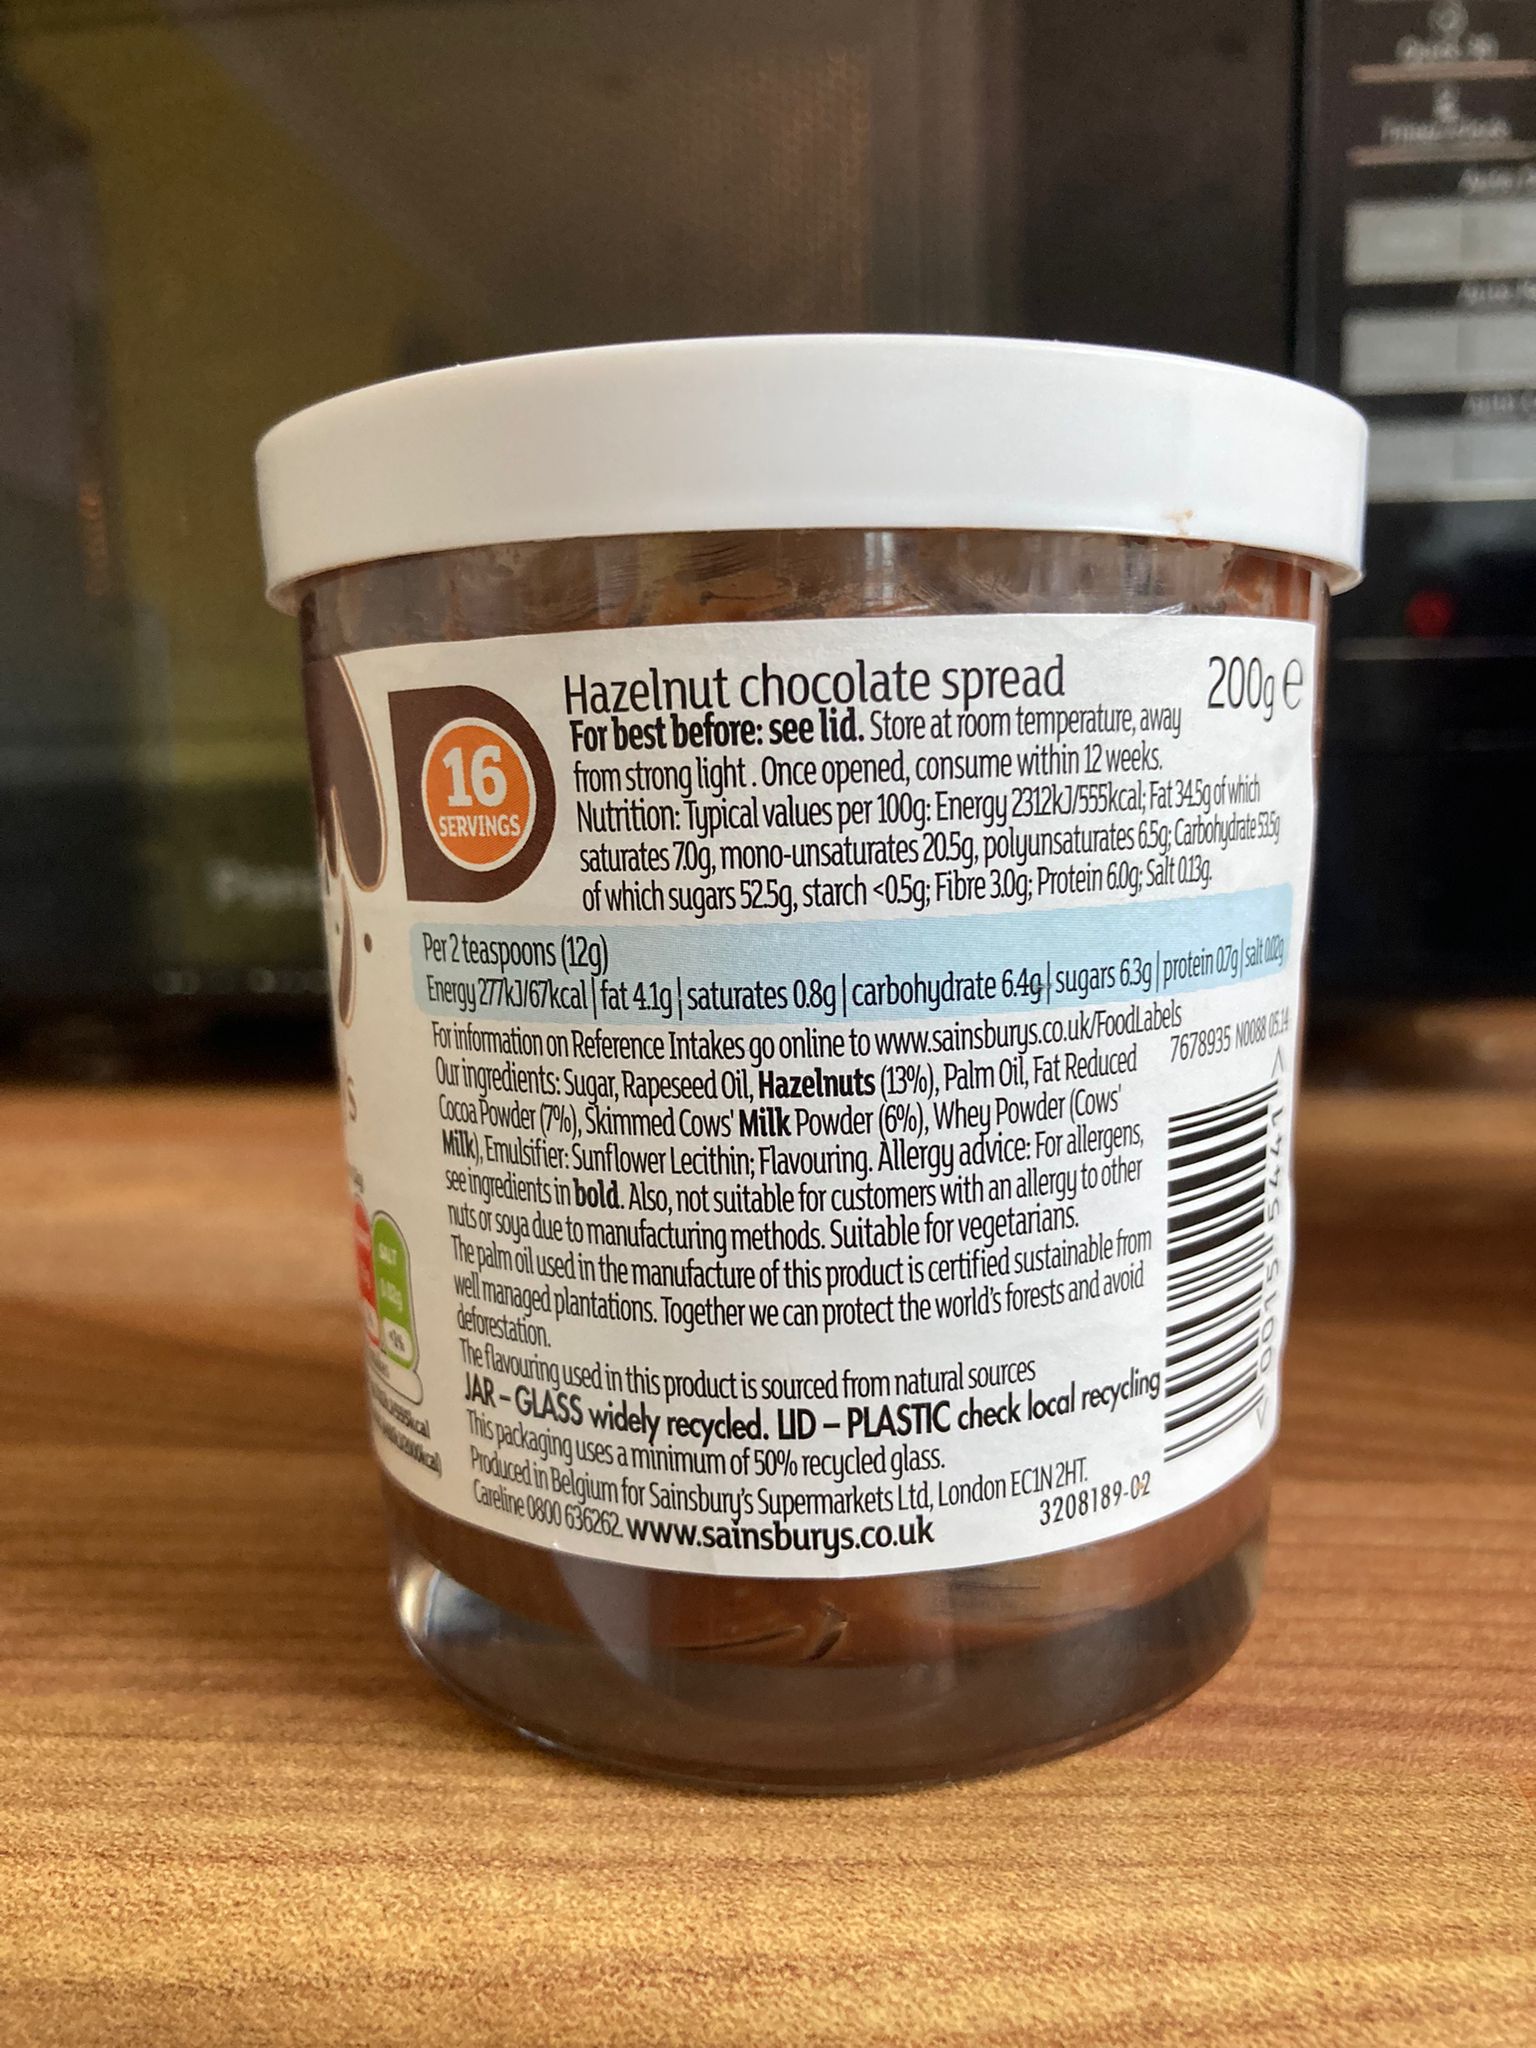 Hazelnut chocolate spread
200g e
16
SERVINGS
For best before: see lid. Store at room temperature, away
from strong light. Once opened, consume within 12 weeks.
Nutrition: Typical values per 100g: Energy 2312kJ/555kcal; Fat 34.5g of which
saturates 7.0g, mono-unsaturates 20.5g, polyunsaturates 6.5g; Carbohydrate 53.5g
of which sugars 52.5g, starch <0.5g; Fibre 3.0g; Protein 6.0g; Salt 0.13g.
Per 2 teaspoons (12g)
Energy 277kJ/67kcal | fat 4.1g | saturates 0.8g | carbohydrate 6.4g | sugars 6.3g | protein 0.7g | salt 0.02g
For information on Reference Intakes go online to www.sainsburys.co.uk/FoodLabels
7678935 N0088 05.14
Our ingredients: Sugar, Rapeseed Oil, Hazelnuts (13%), Palm Oil, Fat Reduced
Cocoa Powder (7%), Skimmed Cows' Milk Powder (6%), Whey Powder (Cows'
Milk), Emulsifier: Sunflower Lecithin; Flavouring. Allergy advice: For allergens,
see ingredients in bold. Also, not suitable for customers with an allergy to other
nuts or soya due to manufacturing methods. Suitable for vegetarians.
The palm oil used in the manufacture of this product is certified sustainable from
well managed plantations. Together we can protect the world's forests and avoid
deforestation.
The flavouring used in this product is sourced from natural sources
JAR – GLASS widely recycled. LID – PLASTIC check local recycling
This packaging uses a minimum of 50% recycled glass.
Produced in Belgium for Sainsbury's Supermarkets Ltd, London EC1N 2HT.
Careline 0800 636262 www.sainsburys.co.uk
3208189-02
< 0015 5441 >
SALT
0.02g
<1%